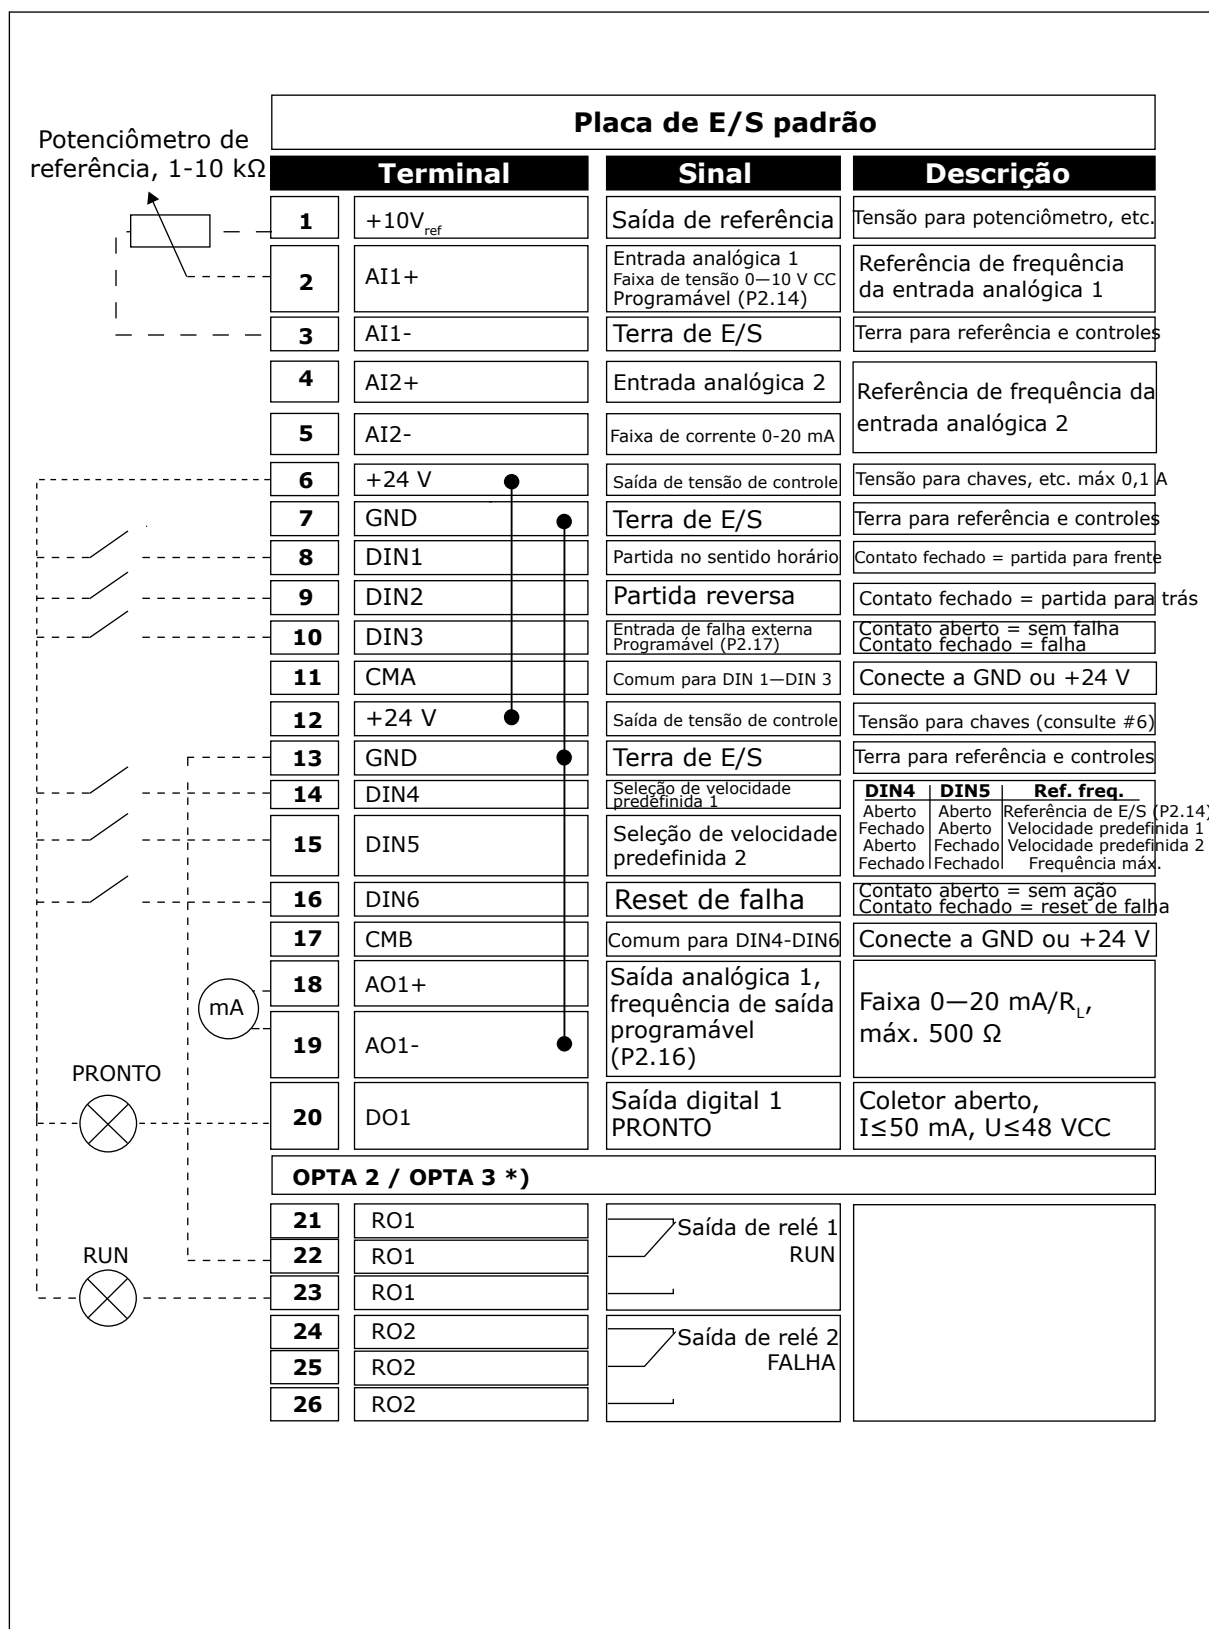 Placa de E/S padrão
Potenciômetro de
referência, 1-10 kΩ
Terminal Sinal Descrição
1 +10Vref Saída de referência Tensão para potenciômetro, etc.
2 AI1+ Entrada analógica 1
Faixa de tensão 0—10 V CC
Programável (P2.14)
Referência de frequência
da entrada analógica 1
3 AI1- Terra de E/S Terra para referência e controles
4 AI2+ Entrada analógica 2
Referência de frequência da
entrada analógica 2
5 AI2- Faixa de corrente 0-20 mA
6 +24 V Saída de tensão de controle Tensão para chaves, etc. máx 0,1 A
7 GND Terra de E/S Terra para referência e controles
8 DIN1 Partida no sentido horário Contato fechado = partida para frente
9 DIN2 Partida reversa Contato fechado = partida para trás
10 DIN3 Entrada de falha externa
Programável (P2.17)
Contato aberto = sem falha
Contato fechado = falha
11 CMA Comum para DIN 1—DIN 3 Conecte a GND ou +24 V
12 +24 V Saída de tensão de controle Tensão para chaves (consulte #6)
13 GND Terra de E/S Terra para referência e controles
14 DIN4 Seleção de velocidade
predefinida 1
DIN4 DIN5 Ref. freq.
Aberto Aberto Referência de E/S (P2.14)
Fechado Aberto Velocidade predefinida 1
Aberto Fechado Velocidade predefinida 2
Fechado Fechado Frequência máx.
15 DIN5 Seleção de velocidade
predefinida 2
16 DIN6 Reset de falha
Contato aberto = sem ação
Contato fechado = reset de falha
17 CMB Comum para DIN4-DIN6 Conecte a GND ou +24 V
mA
18 AO1+ Saída analógica 1,
frequência de saída
programável
(P2.16)
Faixa 0—20 mA/RL,
máx. 500 Ω
19 AO1-
PRONTO
20 DO1 Saída digital 1
PRONTO
Coletor aberto,
I≤50 mA, U≤48 VCC
OPTA 2 / OPTA 3 *)
21 RO1 Saída de relé 1
RUN
RUN
22 RO1
23 RO1
24 RO2 Saída de relé 2
FALHA
25 RO2
26 RO2